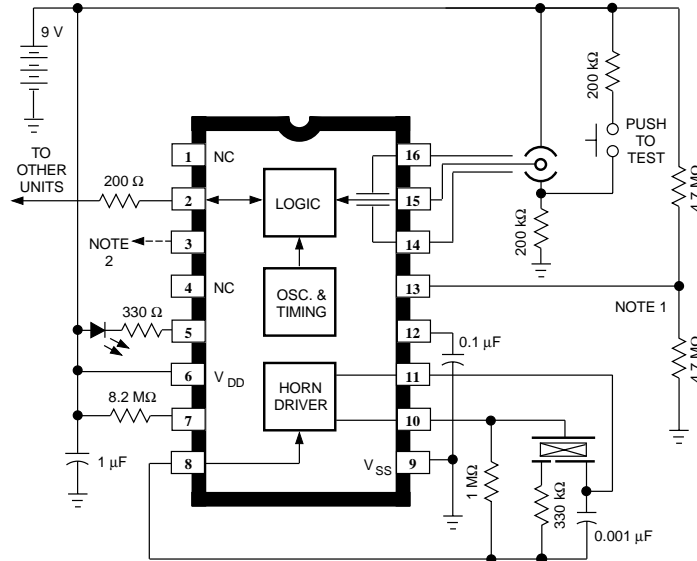 9 V
200 kΩ
PUSH
TO
TEST
TO
OTHER
UNITS
200 Ω
1
NC
16
2
LOGIC
15
4.7 MΩ
NOTE
2
3
14
200 kΩ
4
NC
OSC. &
TIMING
13
NOTE 1
330 Ω
5
12
0.1 µF
4.7 MΩ
6
V DD
HORN
DRIVER
11
8.2 MΩ
7
10
1 µF
8
V SS
9
1 MΩ
330 kΩ
0.001 µF